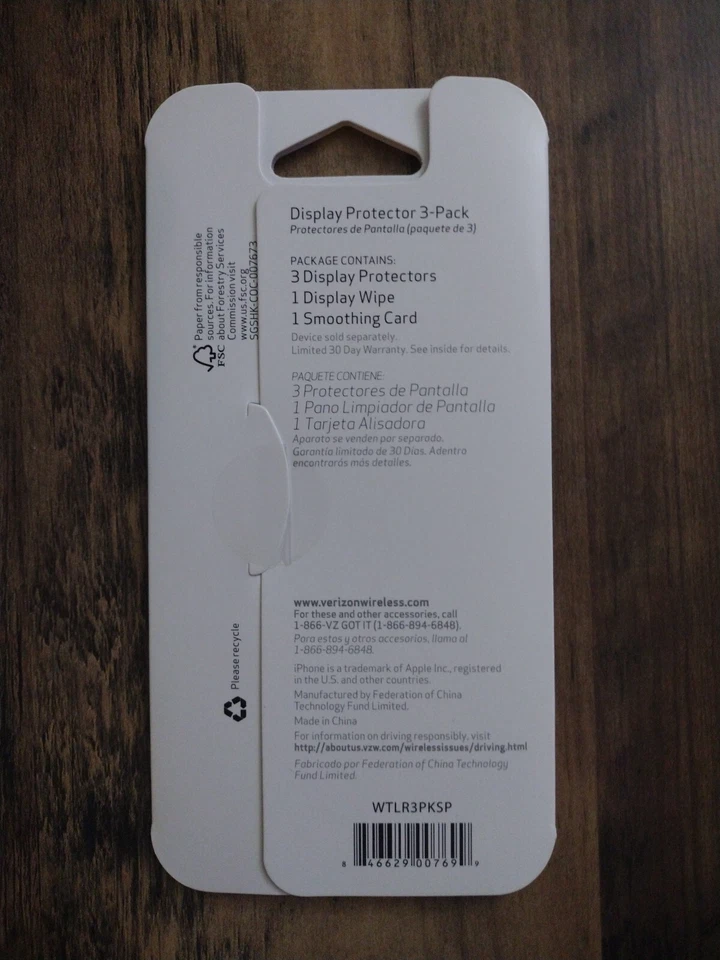 Display Protector 3-Pack
Protectores de Pantalla (paquete de 3)
PACKAGE CONTAINS:
3 Display Protectors
1 Display Wipe
1 Smoothing Card
Device sold separately.
Limited 30 Day Warranty. See inside for details.
PAQUETE CONTIENE:
3 Protectores de Pantalla
1 Pano Limpiador de Pantalla
1 Tarjeta Alisadora
Aparato se venden por separado.
Garantía limitado de 30 Días. Adentro
encontrarás más detalles.
www.verizonwireless.com
For these and other accessories, call
1-866-VZ GOT IT (1-866-894-6848).
Para estos y otros accesorios, llama al
1-866-894-6848.
iPhone is a trademark of Apple Inc., registered
in the U.S. and other countries.
Manufactured by Federation of China
Technology Fund Limited.
Made in China
For information on driving responsibly, visit
http://aboutus.vzw.com/wirelessissues/driving.html
Fabricado por Federation of China Technology
Fund Limited.
WTLR3PKSP
8 46629 00769 9
FSC
Paper from responsible
sources. For information
about Forestry Services
Commission visit
www.us.fsc.org
SGSHK-COC-007673
Please recycle